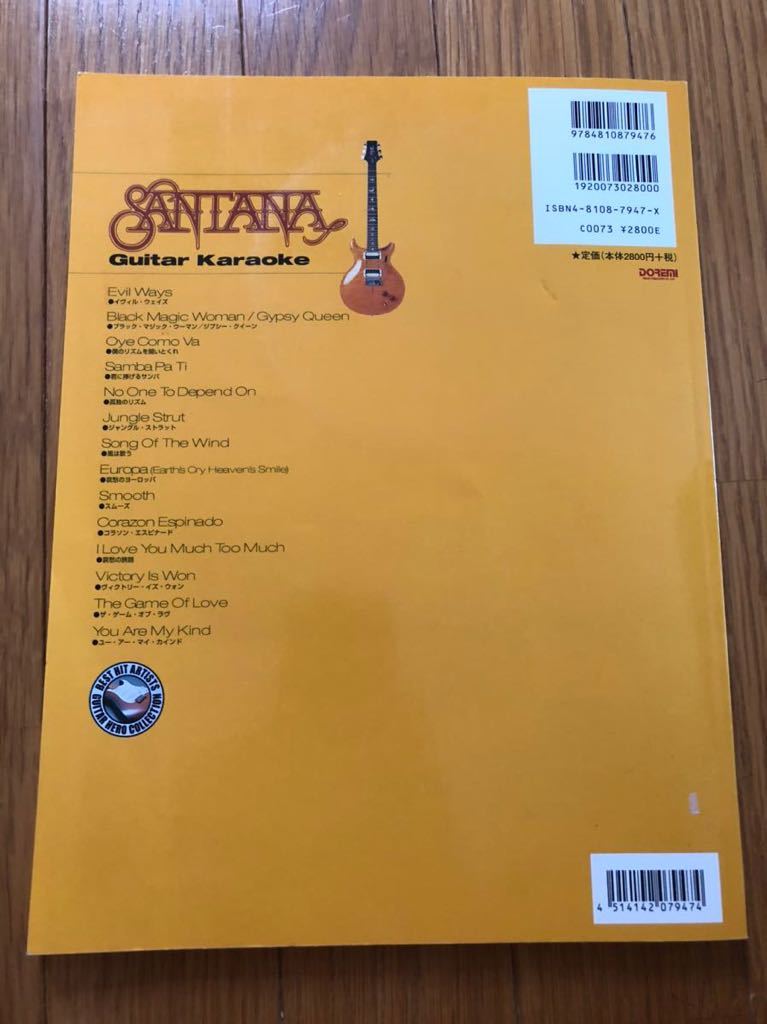 9784810879476
1920073028000
ISBN4-8108-7947-X
C0073 ¥2800E
★定価(本体2800円+税)
DOREMI
SANTANA
Guitar Karaoke
Evil Ways
●イヴィル・ウェイズ
Black Magic Woman / Gypsy Queen
●ブラック・マジック・ウーマン/ジプシー・クイーン
Oye Como Va
●僕のリズムを聞いとくれ
Samba Pa Ti
●君に捧げるサンバ
No One To Depend On
●孤独のリズム
Jungle Strut
●ジャングル・ストラット
Song Of The Wind
●風は歌う
Europa (Earth's Cry Heaven's Smile)
●哀愁のヨーロッパ
Smooth
●スムーズ
Corazon Espinado
●コラソン・エスピナード
I Love You Much Too Much
Victory Is Won
●ヴィクトリー・イズ・ウォン
The Game Of Love
●ザ・ゲーム・オブ・ラヴ
You Are My Kind
●ユー・アー・マイ・カインド
BEST HIT ARTISTS
GUITAR HERO COLLECTION
4 514142 079474